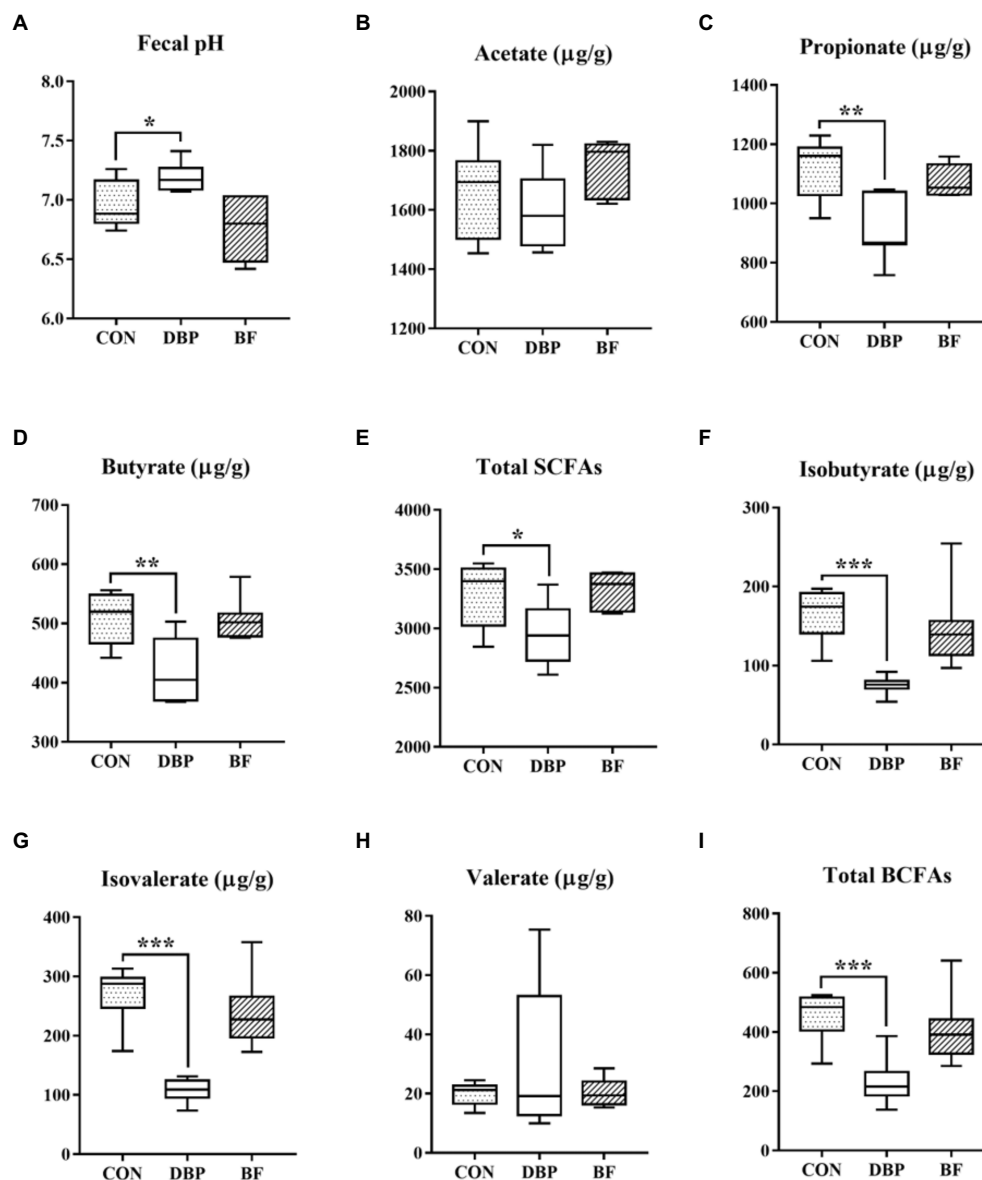 A
Fecal pH
8.0
7.5
7.0
6.5
6.0
*
CON DBP BF
B
Acetate (μg/g)
2000
1800
1600
1400
1200
CON DBP BF
C
Propionate (μg/g)
1400
1200
1000
800
600
**
CON DBP BF
D
Butyrate (μg/g)
700
600
500
400
300
**
CON DBP BF
E
Total SCFAs
4000
3500
3000
2500
2000
*
CON DBP BF
F
Isobutyrate (μg/g)
300
200
100
0
***
CON DBP BF
G
Isovalerate (μg/g)
400
300
200
100
0
***
CON DBP BF
H
Valerate (μg/g)
80
60
40
20
0
CON DBP BF
I
Total BCFAs
800
600
400
200
0
***
CON DBP BF